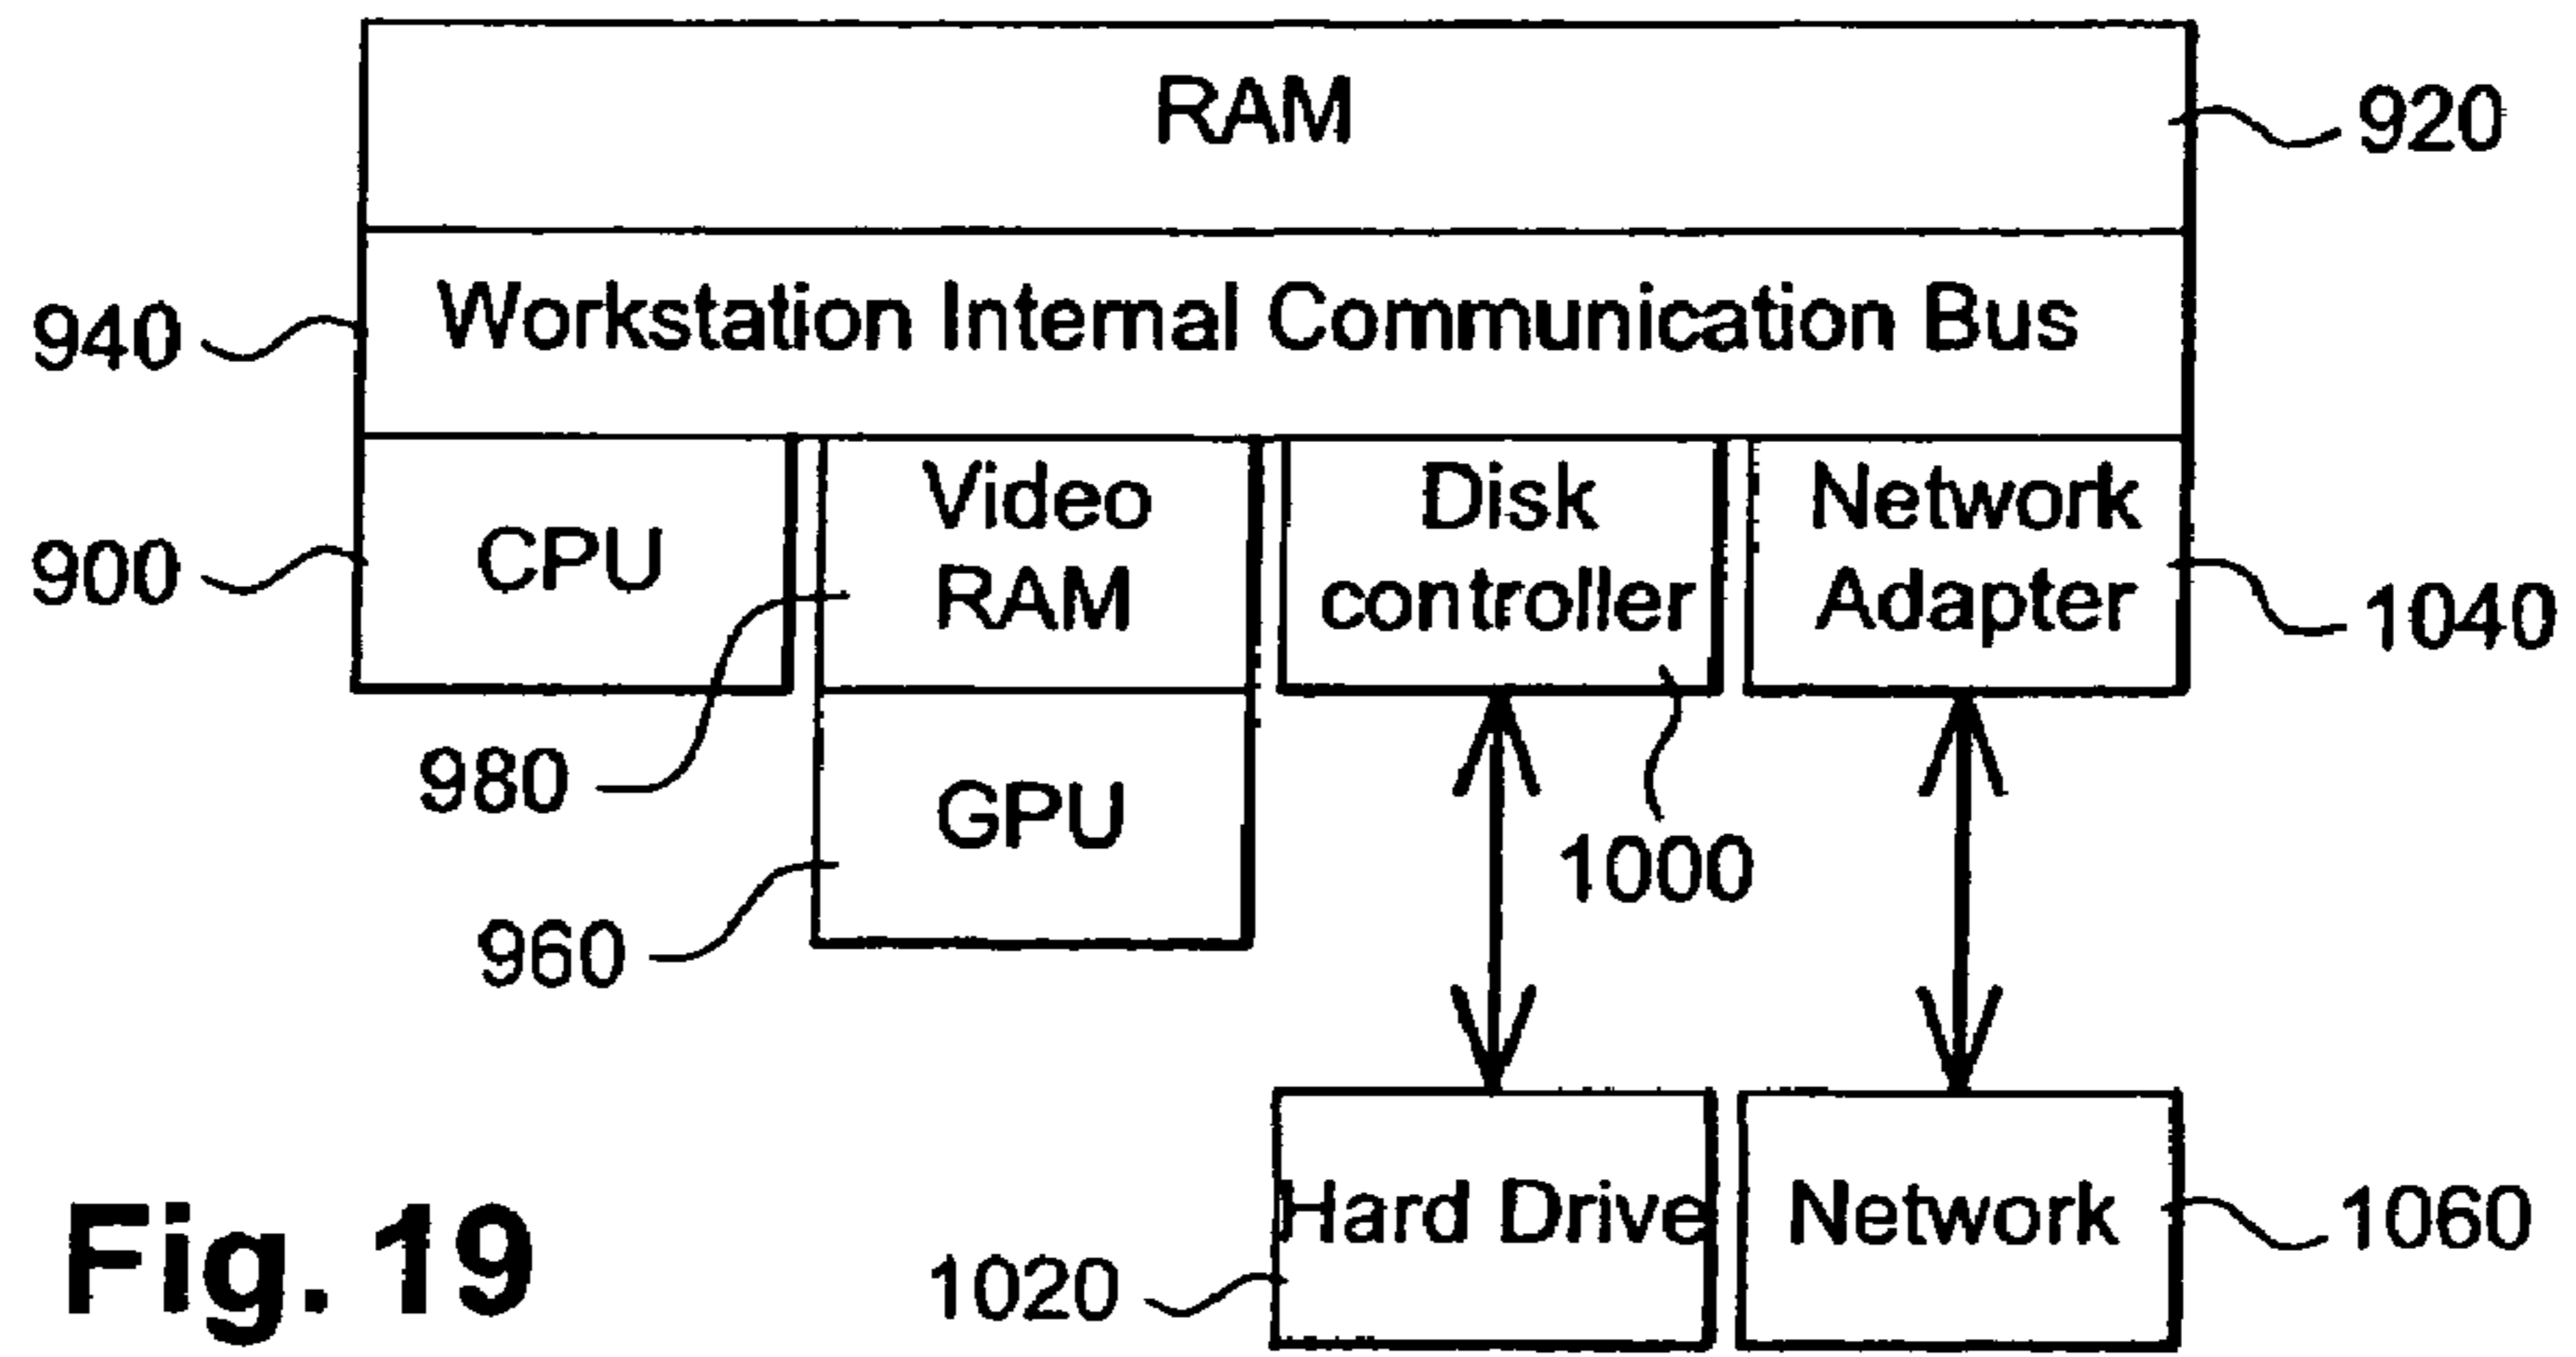 RAM
920
Workstation Internal Communication Bus
940
CPU
900
Video
RAM
980
Disk
controller
1000
Network
Adapter
1040
GPU
960
Hard Drive
1020
Network
1060
Fig. 19